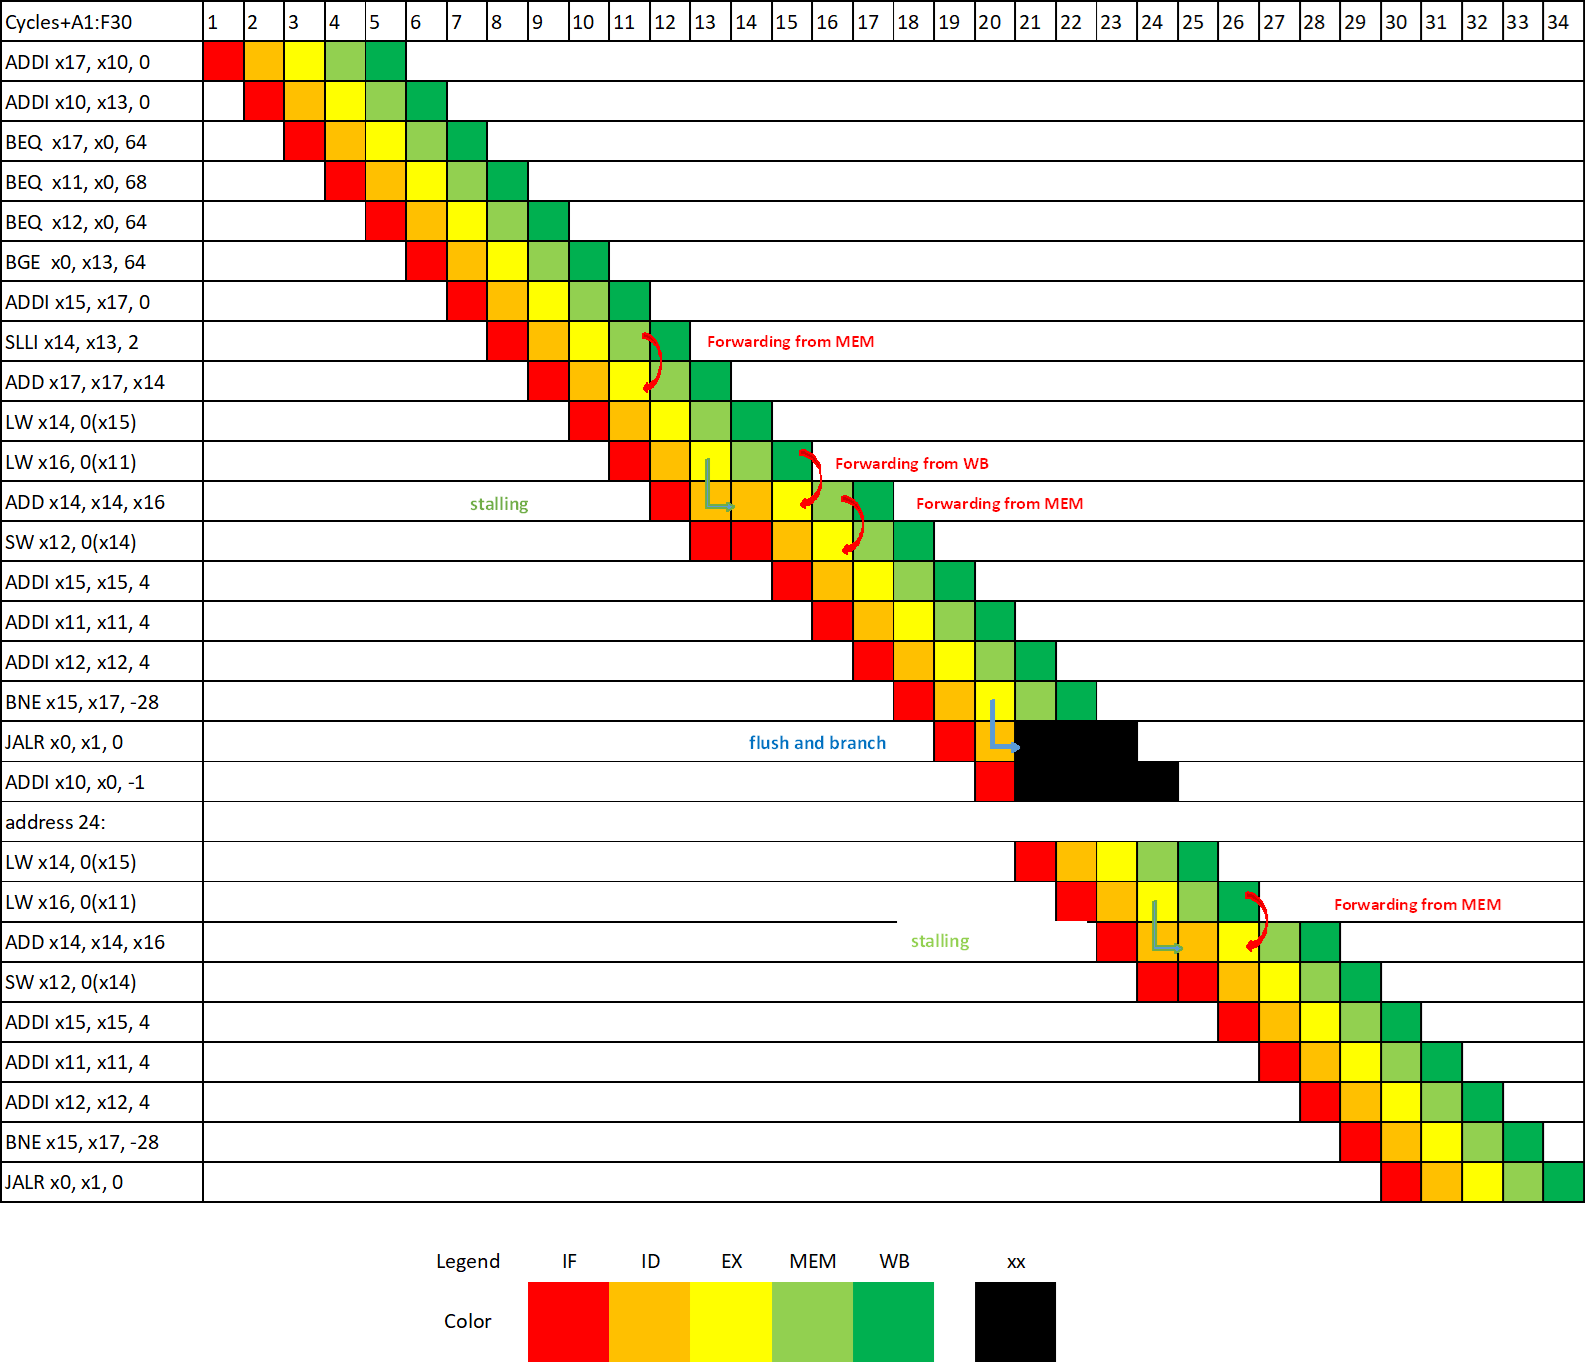 Cycles+A1:F30 1 2 3 4 5 6 7 8 9 10 11 12 13 14 15 16 17 18 19 20 21 22 23 24 25 26 27 28 29 30 31 32 33 34
ADDI x17, x10, 0
ADDI x10, x13, 0
BEQ  x17, x0, 64
BEQ  x11, x0, 68
BEQ  x12, x0, 64
BGE  x0, x13, 64
ADDI x15, x17, 0
SLLI x14, x13, 2 Forwarding from MEM
ADD x17, x17, x14
LW x14, 0(x15)
LW x16, 0(x11) Forwarding from WB
ADD x14, x14, x16 stalling Forwarding from MEM
SW x12, 0(x14)
ADDI x15, x15, 4
ADDI x11, x11, 4
ADDI x12, x12, 4
BNE x15, x17, -28
JALR x0, x1, 0 flush and branch
ADDI x10, x0, -1
address 24:
LW x14, 0(x15)
LW x16, 0(x11) Forwarding from MEM
ADD x14, x14, x16 stalling
SW x12, 0(x14)
ADDI x15, x15, 4
ADDI x11, x11, 4
ADDI x12, x12, 4
BNE x15, x17, -28
JALR x0, x1, 0
Legend IF ID EX MEM WB xx
Color